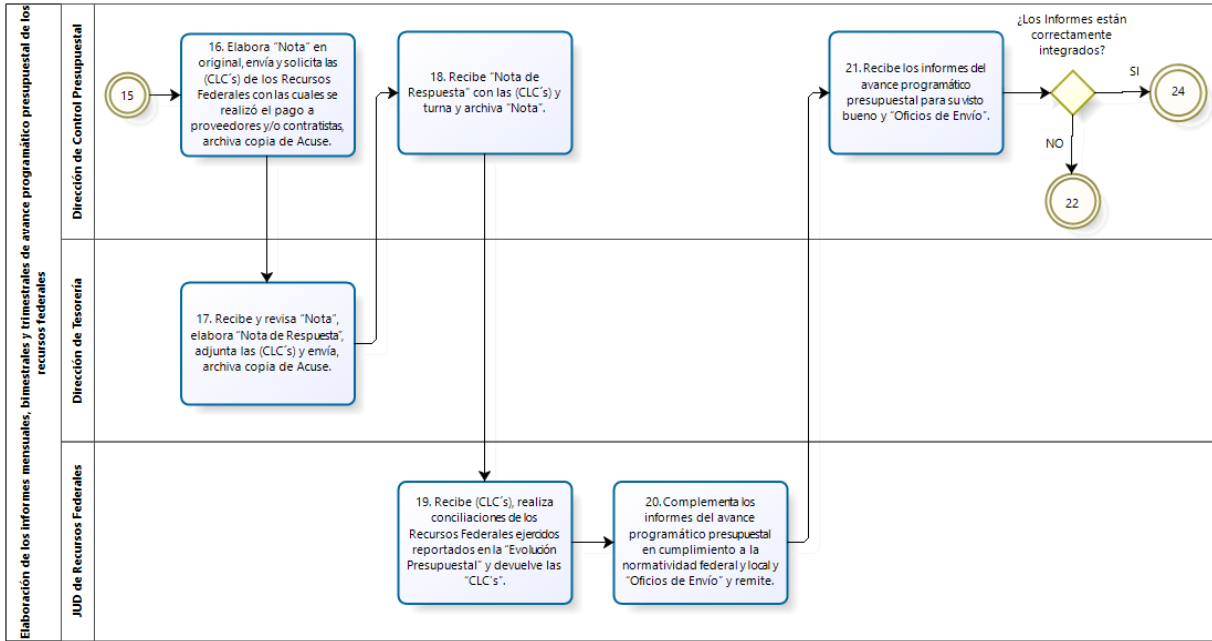 Elaboración de los informes mensuales, bimestrales y trimestrales de avance programático presupuestal de los
recursos federales
Dirección de Control Presupuestal
15
16. Elabora "Nota" en
original, envía y solicita las
(CLC´s) de los Recursos
Federales con las cuales se
realizó el pago a
proveedores y/o contratistas,
archiva copia de Acuse.
18. Recibe "Nota de
Respuesta" con las (CLC´s) y
turna y archiva "Nota".
21. Recibe los informes del
avance programático
presupuestal para su visto
bueno y "Oficios de Envío".
¿Los Informes están
correctamente
integrados?
SI
24
NO
22
Dirección de Tesorería
17. Recibe y revisa "Nota",
elabora "Nota de Respuesta",
adjunta las (CLC´s) y envía,
archiva copia de Acuse.
JUD de Recursos Federales
19. Recibe (CLC´s), realiza
conciliaciones de los
Recursos Federales ejercidos
reportados en la "Evolución
Presupuestal" y devuelve las
"CLC`s".
20. Complementa los
informes del avance
programático presupuestal
en cumplimiento a la
normatividad federal y local y
"Oficios de Envío" y remite.